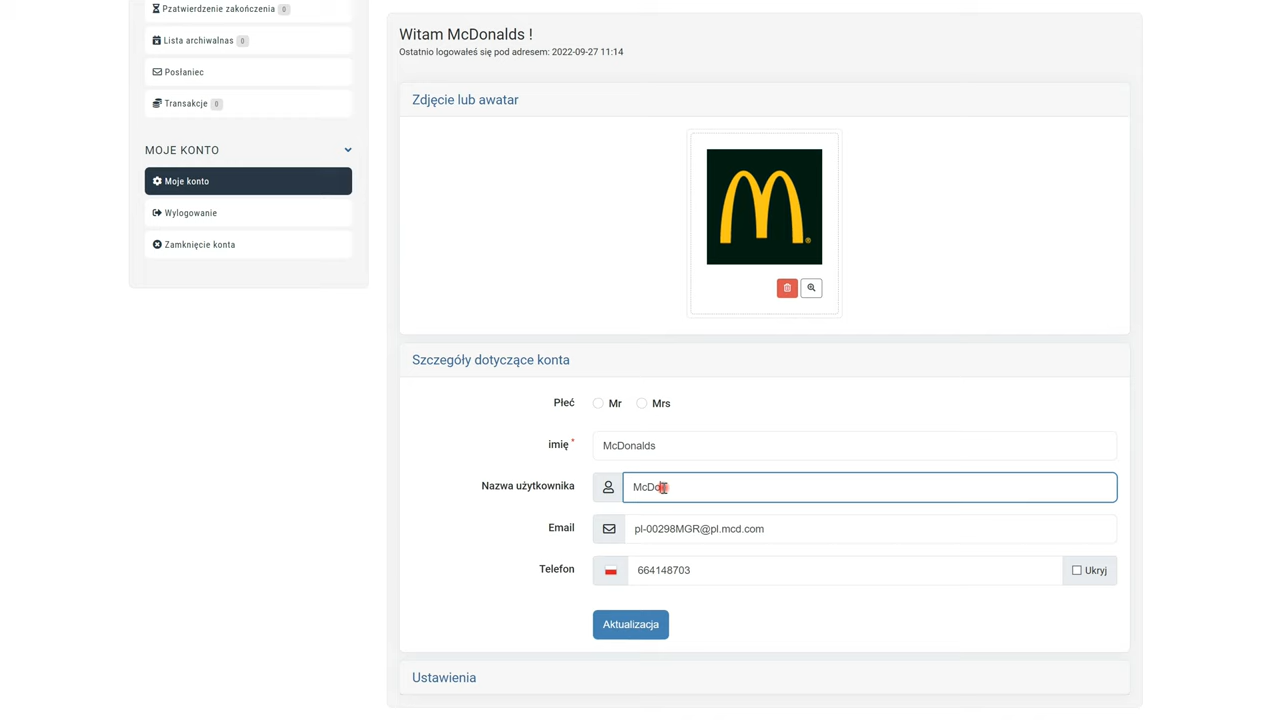 Pzatwierdzenie zakończenia 0
Lista archiwalnas 0
Posłaniec
Transakcje 0
MOJE KONTO
Moje konto
Wylogowanie
Zamknięcie konta
Witam McDonalds !
Ostatnio logowałeś się pod adresem: 2022-09-27 11:14
Zdjęcie lub awatar
Szczegóły dotyczące konta
Płeć Mr Mrs
imię * McDonalds
Nazwa użytkownika McDo
Email pl-00298MGR@pl.mcd.com
Telefon 664148703 Ukryj
Aktualizacja
Ustawienia